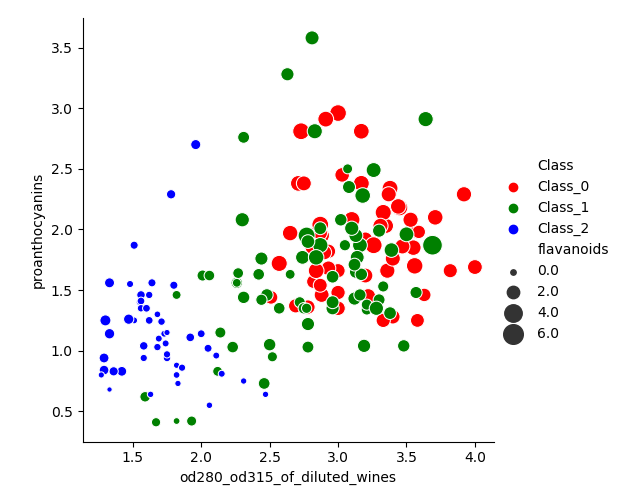 3.5
3.0
2.5
2.0
1.5
1.0
0.5
proanthocyanins
1.5 2.0 2.5 3.0 3.5 4.0
od280_od315_of_diluted_wines
Class
Class_0
Class_1
Class_2
flavanoids
0.0
2.0
4.0
6.0